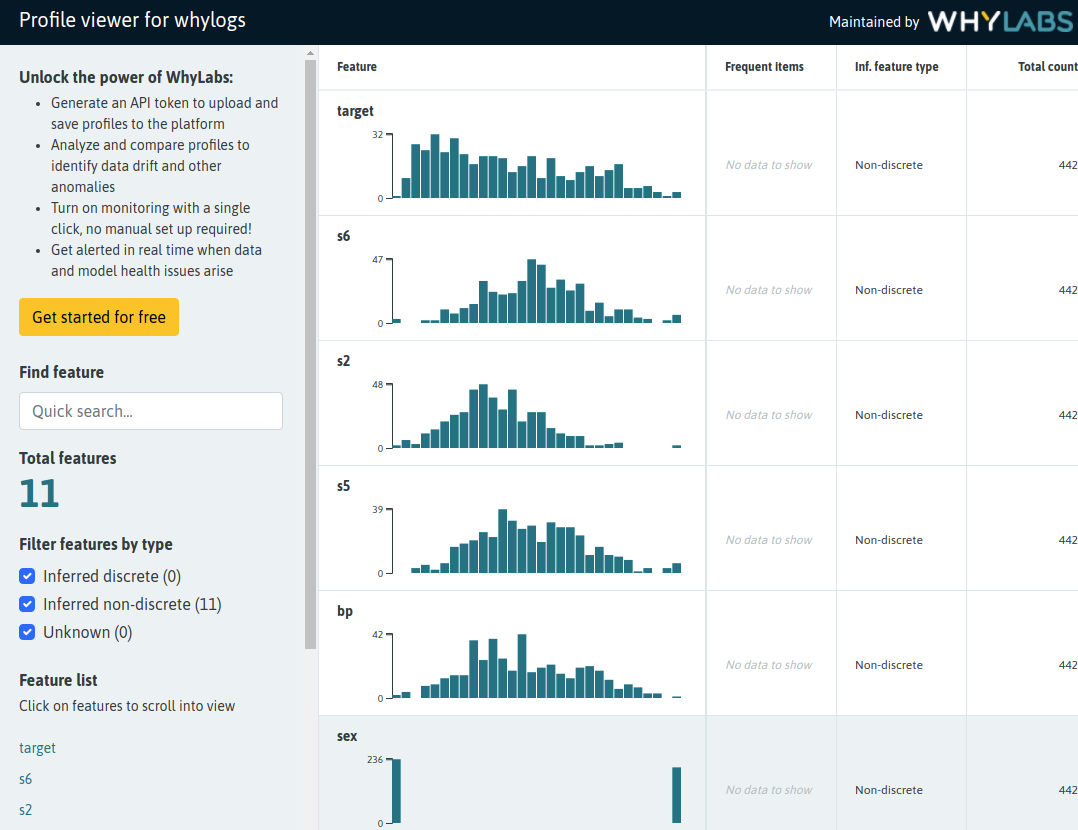 Profile viewer for whylogs
Maintained by WHYLABS
Unlock the power of WhyLabs:
• Generate an API token to upload and
save profiles to the platform
• Analyze and compare profiles to
identify data drift and other
anomalies
• Turn on monitoring with a single
click, no manual set up required!
• Get alerted in real time when data
and model health issues arise
Get started for free
Find feature
Quick search...
Total features
11
Filter features by type
Inferred discrete (0)
Inferred non-discrete (11)
Unknown (0)
Feature list
Click on features to scroll into view
target
s6
s2
Feature Frequent Items Inf. feature type Total count
target
32
0
No data to show Non-discrete 442
s6
47
0
No data to show Non-discrete 442
s2
48
0
No data to show Non-discrete 442
s5
39
0
No data to show Non-discrete 442
bp
42
0
No data to show Non-discrete 442
sex
236
0
No data to show Non-discrete 442